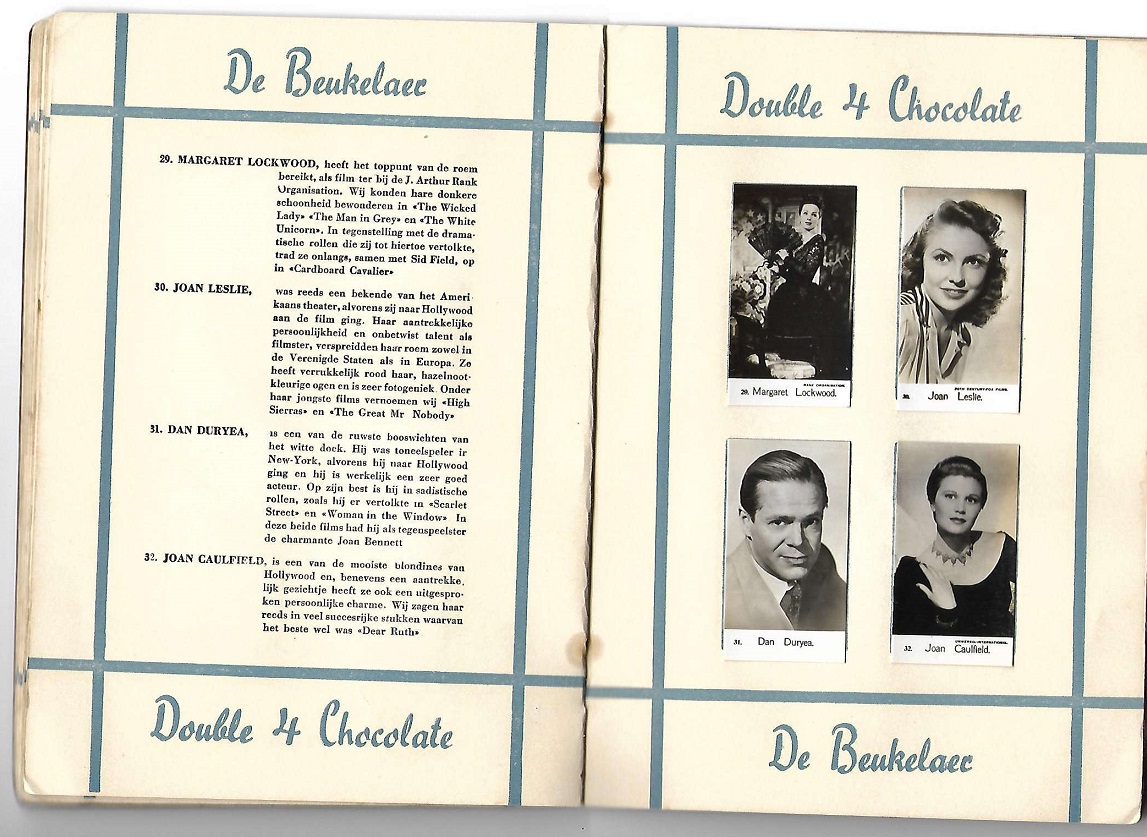 De Beukelaer
29. MARGARET LOCKWOOD, heeft het toppunt van de roem
bereikt, als film ter bij de J. Arthur Rank
Organisation. Wij konden hare donkere
schoonheid bewonderen in «The Wicked
Lady» «The Man in Grey» en «The White
Unicorn». In tegenstelling met de drama-
tische rollen die zij tot hiertoe vertolkte,
trad ze onlangs, samen met Sid Field, op
in «Cardboard Cavalier»
30. JOAN LESLIE, was reeds een bekende van het Ameri-
kaans theater, alvorens zij naar Hollywood
aan de film ging. Haar aantrekkelijke
persoonlijkheid en onbetwist talent als
filmster, verspreidden haar roem zowel in
de Verenigde Staten als in Europa. Ze
heeft verrukkelijk rood haar, hazelnoot-
kleurige ogen en is zeer fotogeniek. Onder
haar jongste films vernoemen wij «High
Sierras» en «The Great Mr Nobody»
31. DAN DURYEA, is een van de ruwste booswichten van
het witte doek. Hij was toneelspeler ir
New-York, alvorens hij naar Hollywood
ging en hij is werkelijk een zeer goed
acteur. Op zijn best is hij in sadistische
rollen, zoals hij er vertolkte in «Scarlet
Street» en «Woman in the Window» In
deze beide films had hij als tegenspeelster
de charmante Joan Bennett
32. JOAN CAULFIELD, is een van de mooiste blondines van
Hollywood en, benevens een aantrekke.
lijk gezichtje heeft ze ook een uitgespro-
ken persoonlijke charme. Wij zagen haar
reeds in veel succesrijke stukken waarvan
het beste wel was «Dear Ruth»
Double 4 Chocolate
Double 4 Chocolate
RANK ORGANISATION.
29. Margaret Lockwood.
20TH CENTURY-FOX FILMS.
30. Joan Leslie.
31. Dan Duryea.
UNIVERSAL-INTERNATIONAL.
32. Joan Caulfield.
De Beukelaer